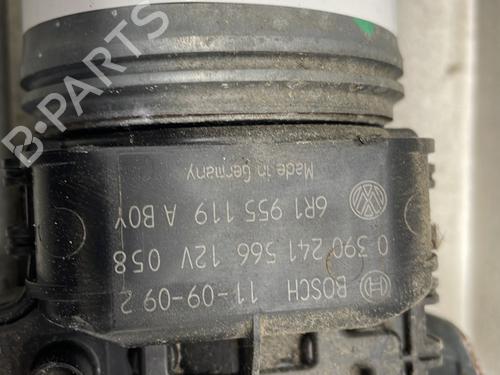 BOSCH 11-09-09 2
0 390 241 566 12V 058
6R1 955 119 A B0Y
Made in Germany
B-PARTS